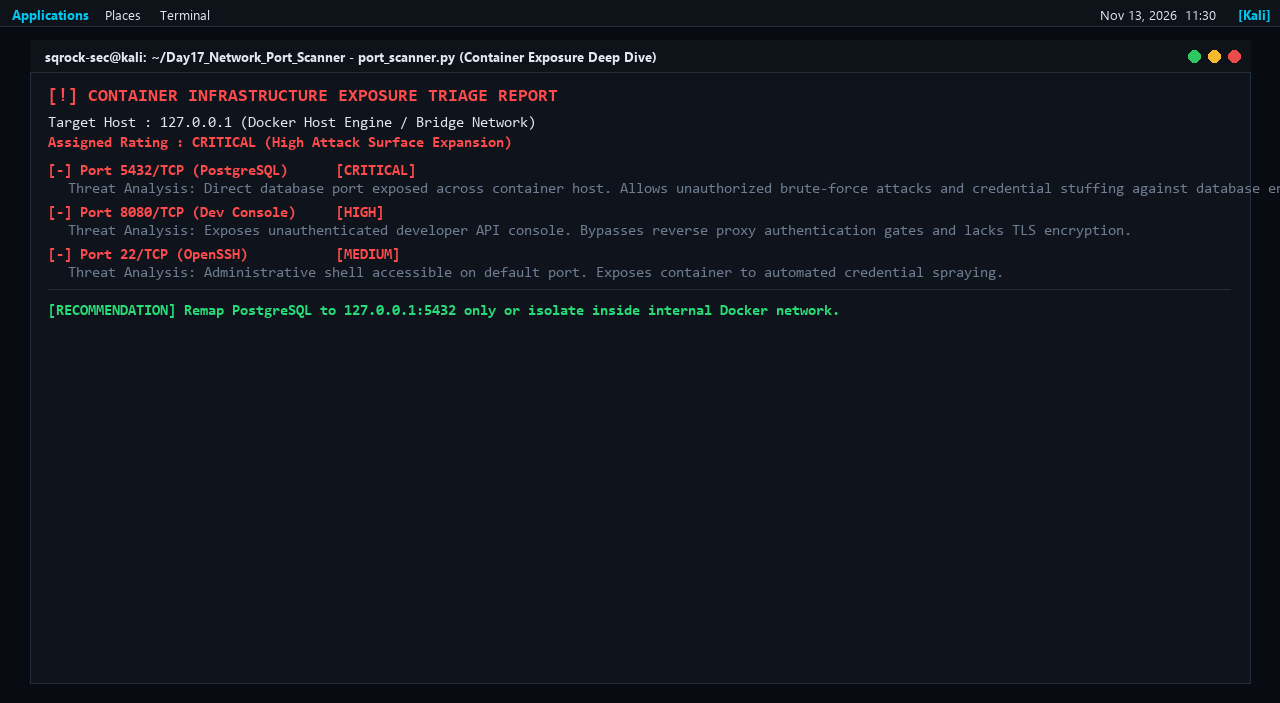 Applications Places Terminal Nov 13, 2026 11:30 [Kali]
sqrock-sec@kali: ~/Day17_Network_Port_Scanner - port_scanner.py (Container Exposure Deep Dive)
[!] CONTAINER INFRASTRUCTURE EXPOSURE TRIAGE REPORT
Target Host : 127.0.0.1 (Docker Host Engine / Bridge Network)
Assigned Rating : CRITICAL (High Attack Surface Expansion)
[-] Port 5432/TCP (PostgreSQL) [CRITICAL]
Threat Analysis: Direct database port exposed across container host. Allows unauthorized brute-force attacks and credential stuffing against database
[-] Port 8080/TCP (Dev Console) [HIGH]
Threat Analysis: Exposes unauthenticated developer API console. Bypasses reverse proxy authentication gates and lacks TLS encryption.
[-] Port 22/TCP (OpenSSH) [MEDIUM]
Threat Analysis: Administrative shell accessible on default port. Exposes container to automated credential spraying.
[RECOMMENDATION] Remap PostgreSQL to 127.0.0.1:5432 only or isolate inside internal Docker network.